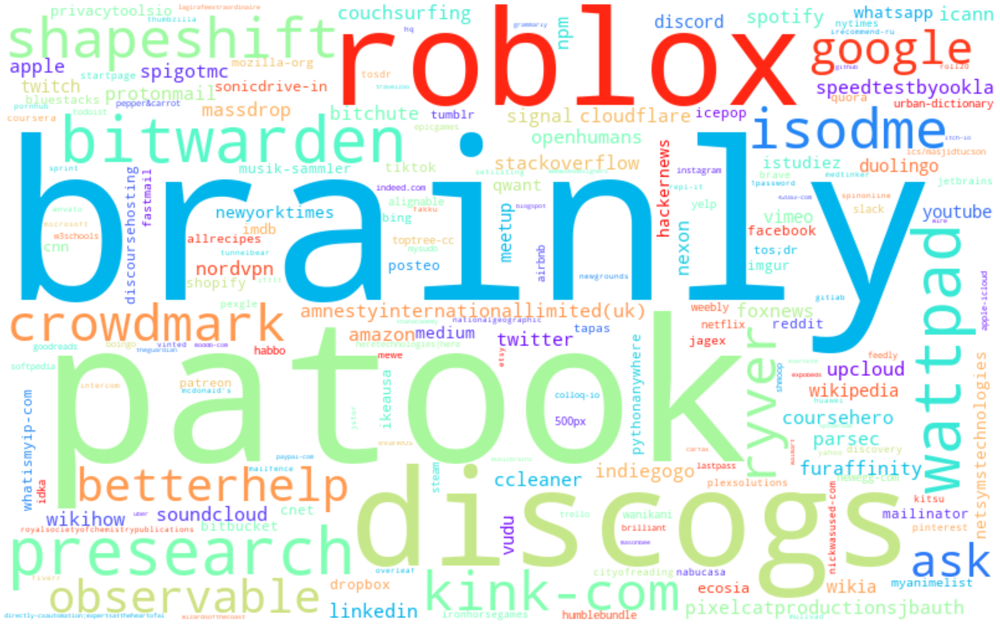 privacytoolsio
lagirafeextraordinaire
thumbzilla
shapeshift
couchsurfing
hq
grammarly
npm
roblox
discord
spotify
whatsapp
icann
nytimes
irecommend-ru
google
github
roll20
apple
startpage
spigotmc
mozilla-org
tosdr
travelzoo
twitch
sonicdrive-in
speedtestbyookla
bluestacks
protonmail
quora
pornhub
pepper&carrot
urban-dictionary
coursera
todoist
massdrop
bitchute
tumblr
signal
cloudflare
icepop
bitwarden
epicgames
openhumans
isodme
itch-io
ics/masjidtucson
sprint
musik-sammler
tiktok
stackoverflow
setlisting
hackernews
instagram
istudiez
duolingo
brave
medtinker
discoursehosting
fastmail
indeed.com
qwant
repl-it
1password
jetbrains
brainly
envato
newyorktimes
alignable
fakku
bing
meetup
blogspot
yelp
spinonline
slack
youtube
microsoft
w3schools
imdb
vimeo
wire
cnn
allrecipes
toptree-cc
mysudo
nexon
facebook
tunnelbear
airbnb
tos;dr
nordvpn
posteo
newgrounds
imgur
shopify
ifttt
wattpad
apple-icloud
gitlab
crowdmark
pexgle
amnestyinternationallimited(uk)
weebly
foxnews
khanacademy
nationalgeographic
netflix
reddit
amazon
medium
twitter
tapas
goodreads
boingo
vinted
moddb-com
theguardian
habbo
heretechnologies|here
mewe
etsy
pythonanywhere
jagex
ryver
evernote
feedly
softpedia
patook
shmoop
upcloud
intercom
patreon
mcdonald's
ikeausa
colloq-io
wikipedia
huawei
whatismyip-com
jstor
500px
coursehero
netsymstechnologies
parsec
carfax
walmart
yahoo
discovery
paypal-com
musicbrainz
mailfence
steam
indiegogo
lastpass
furaffinity
idka
betterhelp
ccleaner
plexsolutions
newegg-com
discogs
nickwasused-com
kitsu
wikihow
uber
soundcloud
cnet
vudu
trello
wanikani
mailinator
royalsocietyofchemistrypublications
bitbucket
brilliant
pinterest
presearch
masonbee
ask
overleaf
cityofreading
nabucasa
fiverr
observable
dropbox
kink-com
ecosia
wikia
myanimelist
linkedin
pixelcatproductionsjbauth
directly-cxautomation;expertsattheheartofai
wizardsofthecoast
ironhorsegames
humblebundle
mullvad